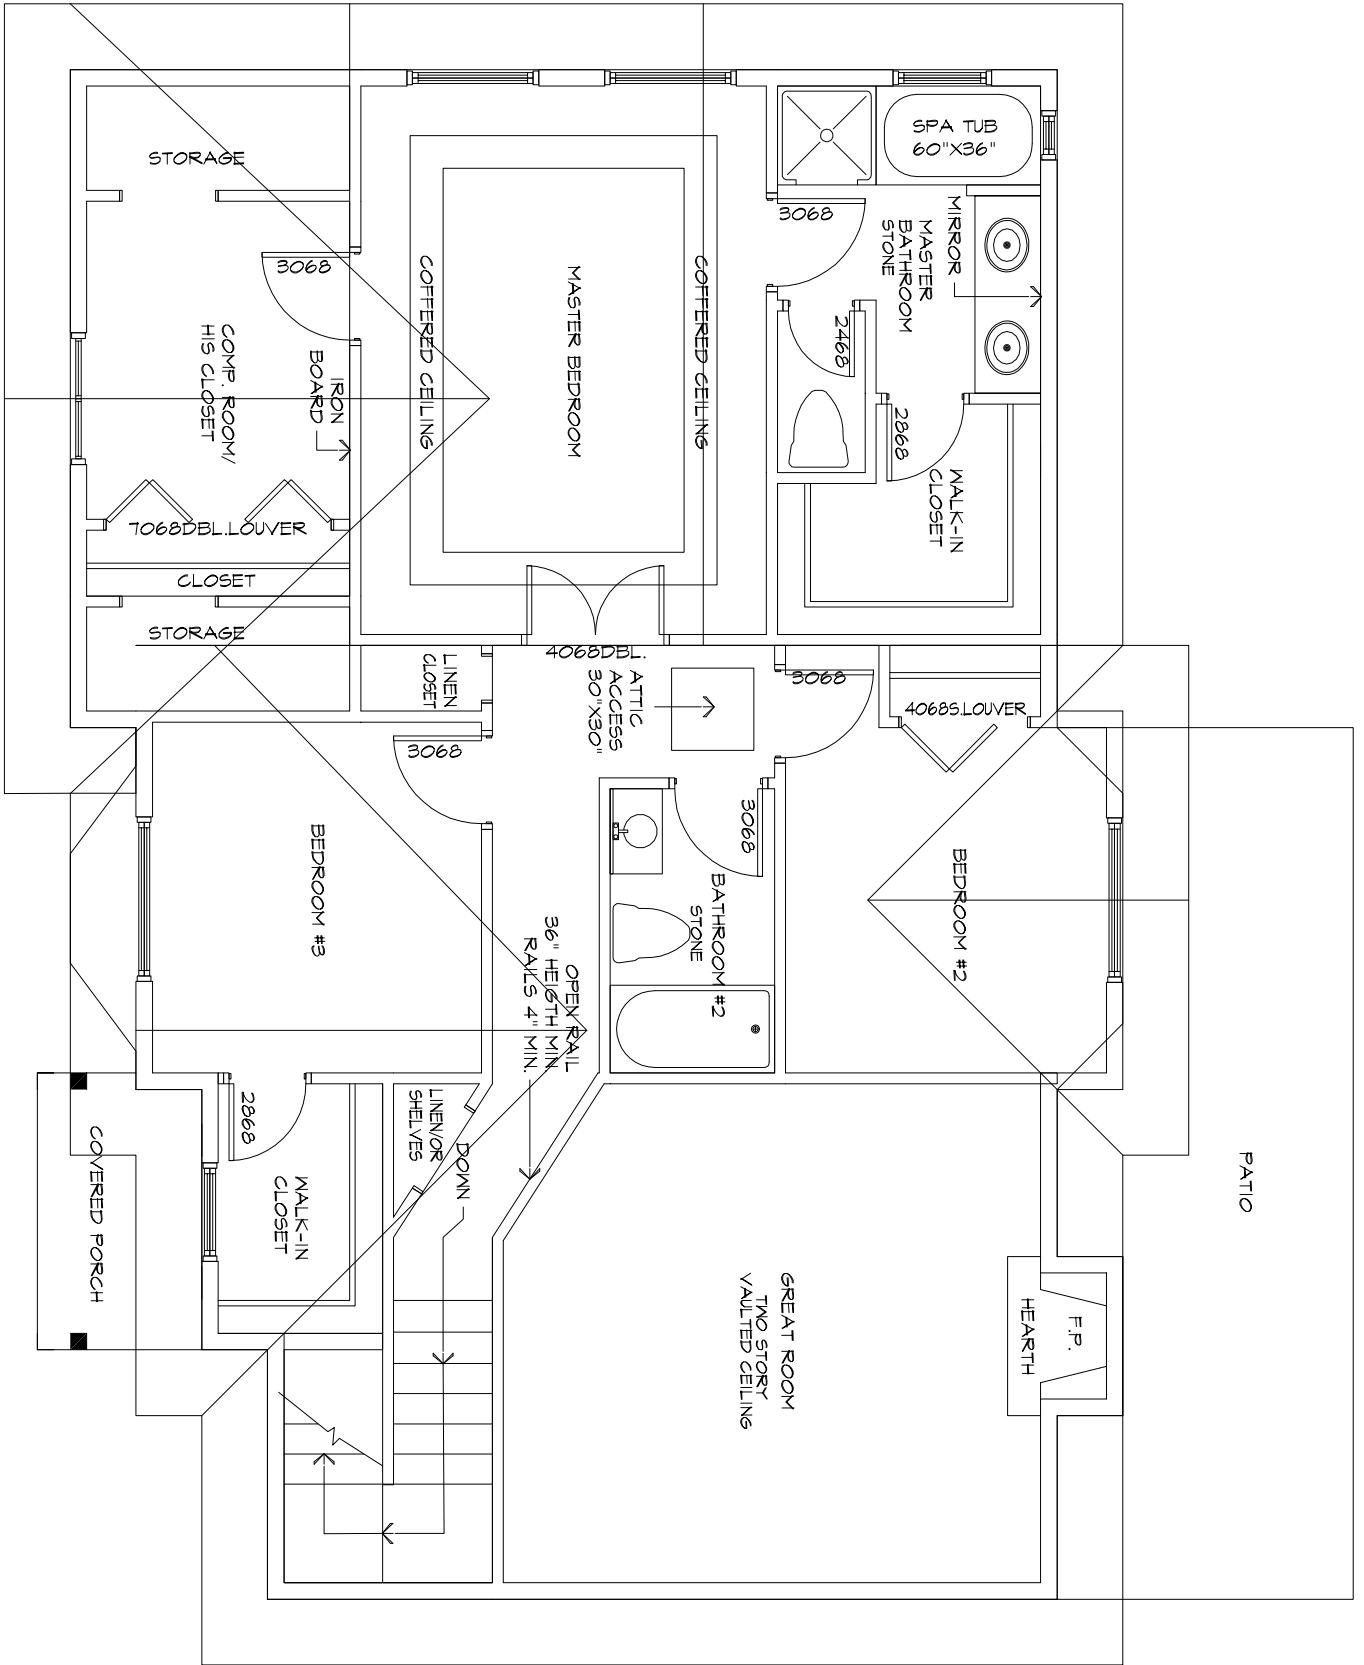 STORAGE
SPA TUB
60"X36"
MIRROR
MASTER
BATHROOM
STONE
3068
3068
COFFERED CEILING
MASTER BEDROOM
COFFERED CEILING
2468
2868
WALK-IN
CLOSET
COMP. ROOM/
HIS CLOSET
IRON
BOARD
7068DBL.LOUVER
CLOSET
STORAGE
LINEN
CLOSET
4068DBL.
ATTIC
ACCESS
30"X30"
3068
4068S.LOUVER
3068
3068
BEDROOM #3
BATHROOM #2
STONE
BEDROOM #2
OPEN RAIL
36" HEIGTH MIN.
RAILS 4" MIN.
2868
LINEN/OR
SHELVES
DOWN
WALK-IN
CLOSET
COVERED PORCH
PATIO
GREAT ROOM
TWO STORY
VAULTED CEILING
F.P.
HEARTH